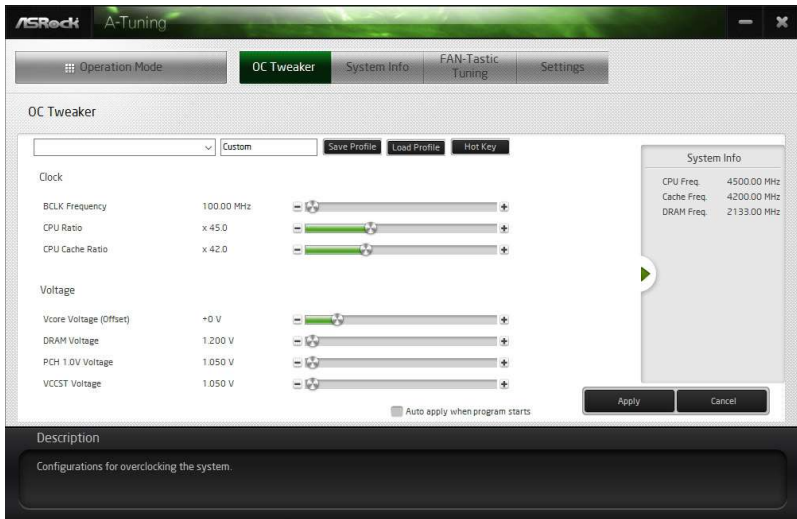 ASRock A-Tuning
Operation Mode
OC Tweaker
System Info
FAN-Tastic
Tuning
Settings
OC Tweaker
Custom
Save Profile
Load Profile
Hot Key
Clock
BCLK Frequency 100.00 MHz
CPU Ratio x 45.0
CPU Cache Ratio x 42.0
Voltage
Vcore Voltage (Offset) +0 V
DRAM Voltage 1.200 V
PCH 1.0V Voltage 1.050 V
VCCST Voltage 1.050 V
Auto apply when program starts
System Info
CPU Freq. 4500.00 MHz
Cache Freq. 4200.00 MHz
DRAM Freq. 2133.00 MHz
Apply
Cancel
Description
Configurations for overclocking the system.